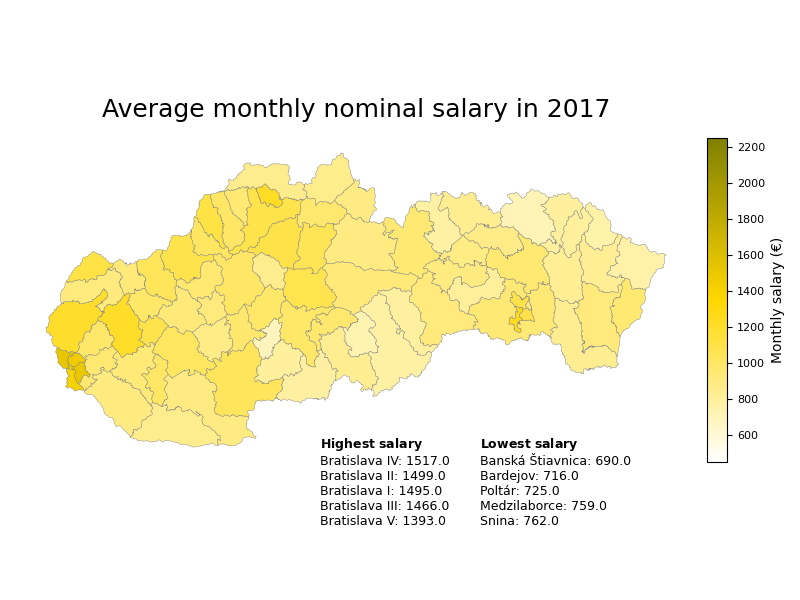 Average monthly nominal salary in 2017
2200
2000
1800
1600
1400
1200
1000
800
600
Monthly salary (€)
Highest salary
Bratislava IV: 1517.0
Bratislava II: 1499.0
Bratislava I: 1495.0
Bratislava III: 1466.0
Bratislava V: 1393.0
Lowest salary
Banská Štiavnica: 690.0
Bardejov: 716.0
Poltár: 725.0
Medzilaborce: 759.0
Snina: 762.0